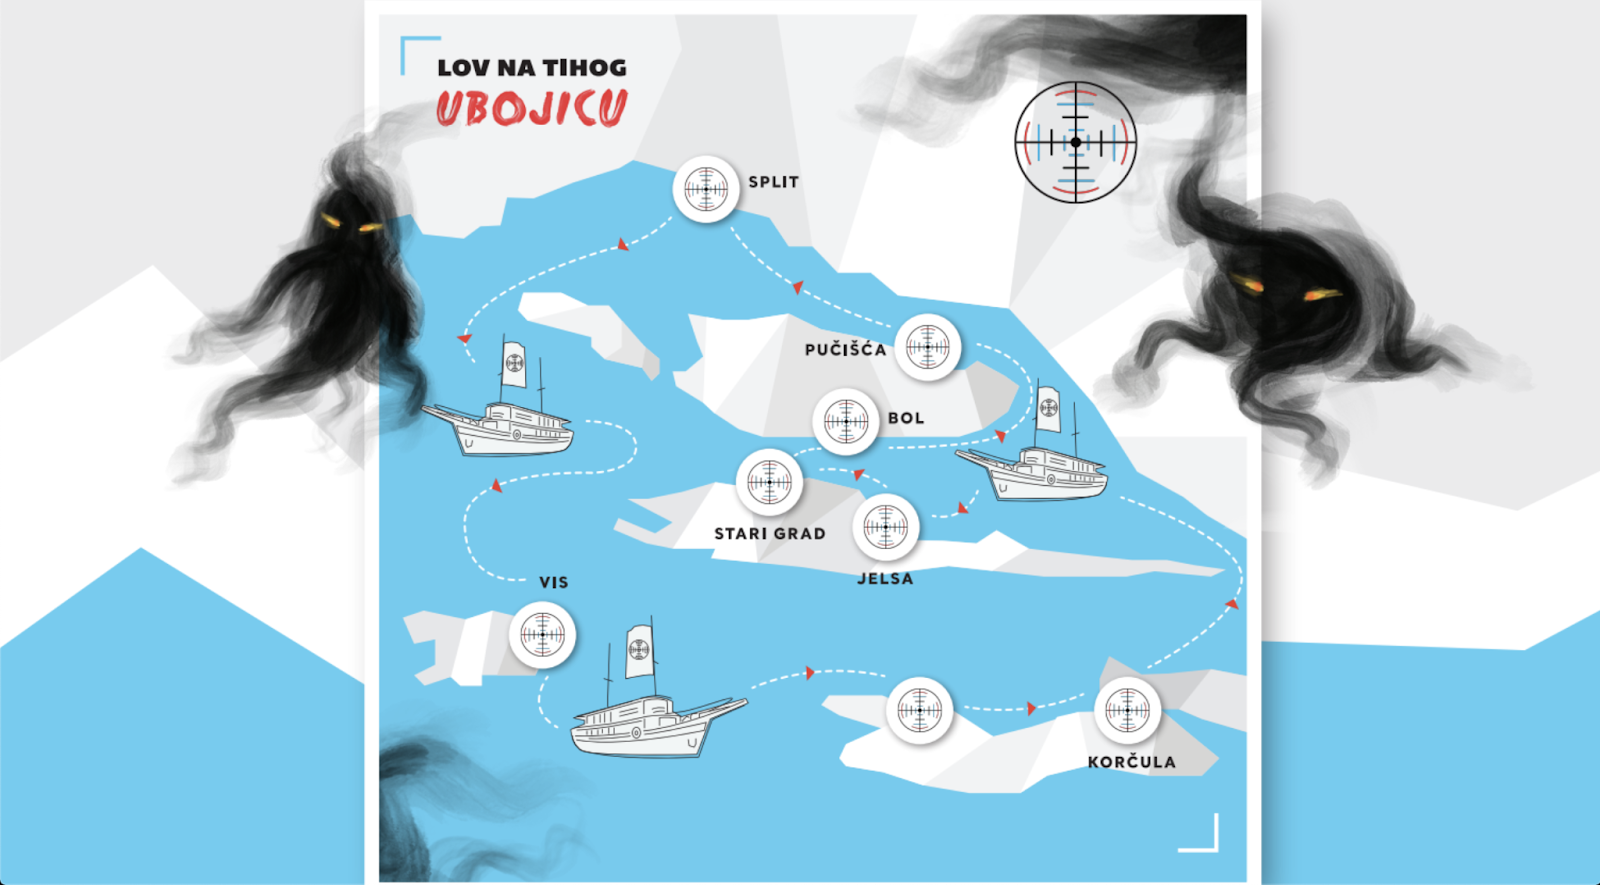 LOV NA TIHOG
UBOJICU
SPLIT
PUČIŠĆA
BOL
STARI GRAD
JELSA
VIS
KORČULA